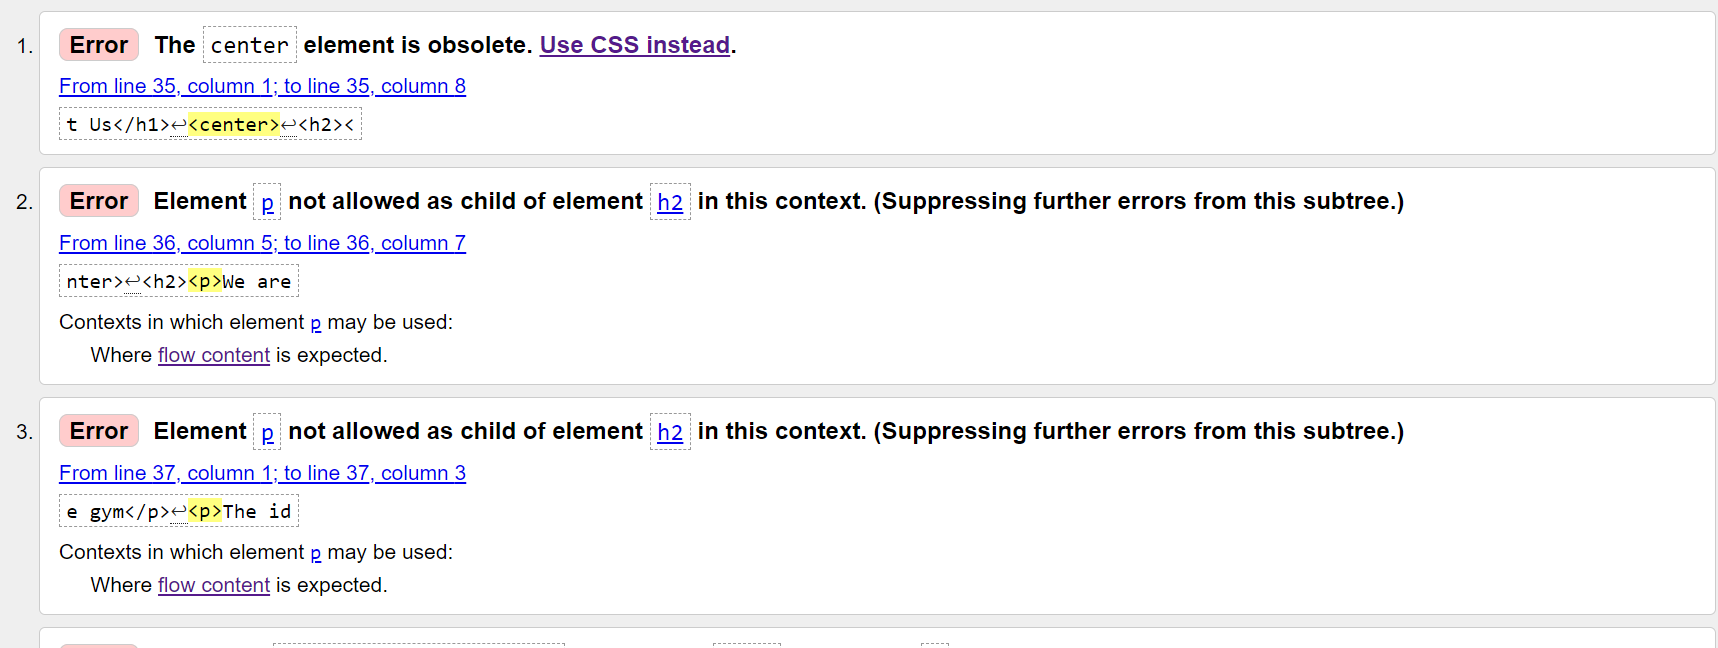 1. Error The center element is obsolete. Use CSS instead.
From line 35, column 1; to line 35, column 8
t Us</h1>↩<center>↩<h2><
2. Error Element p not allowed as child of element h2 in this context. (Suppressing further errors from this subtree.)
From line 36, column 5; to line 36, column 7
nter>↩<h2><p>We are
Contexts in which element p may be used:
Where flow content is expected.
3. Error Element p not allowed as child of element h2 in this context. (Suppressing further errors from this subtree.)
From line 37, column 1; to line 37, column 3
e gym</p>↩<p>The id
Contexts in which element p may be used:
Where flow content is expected.